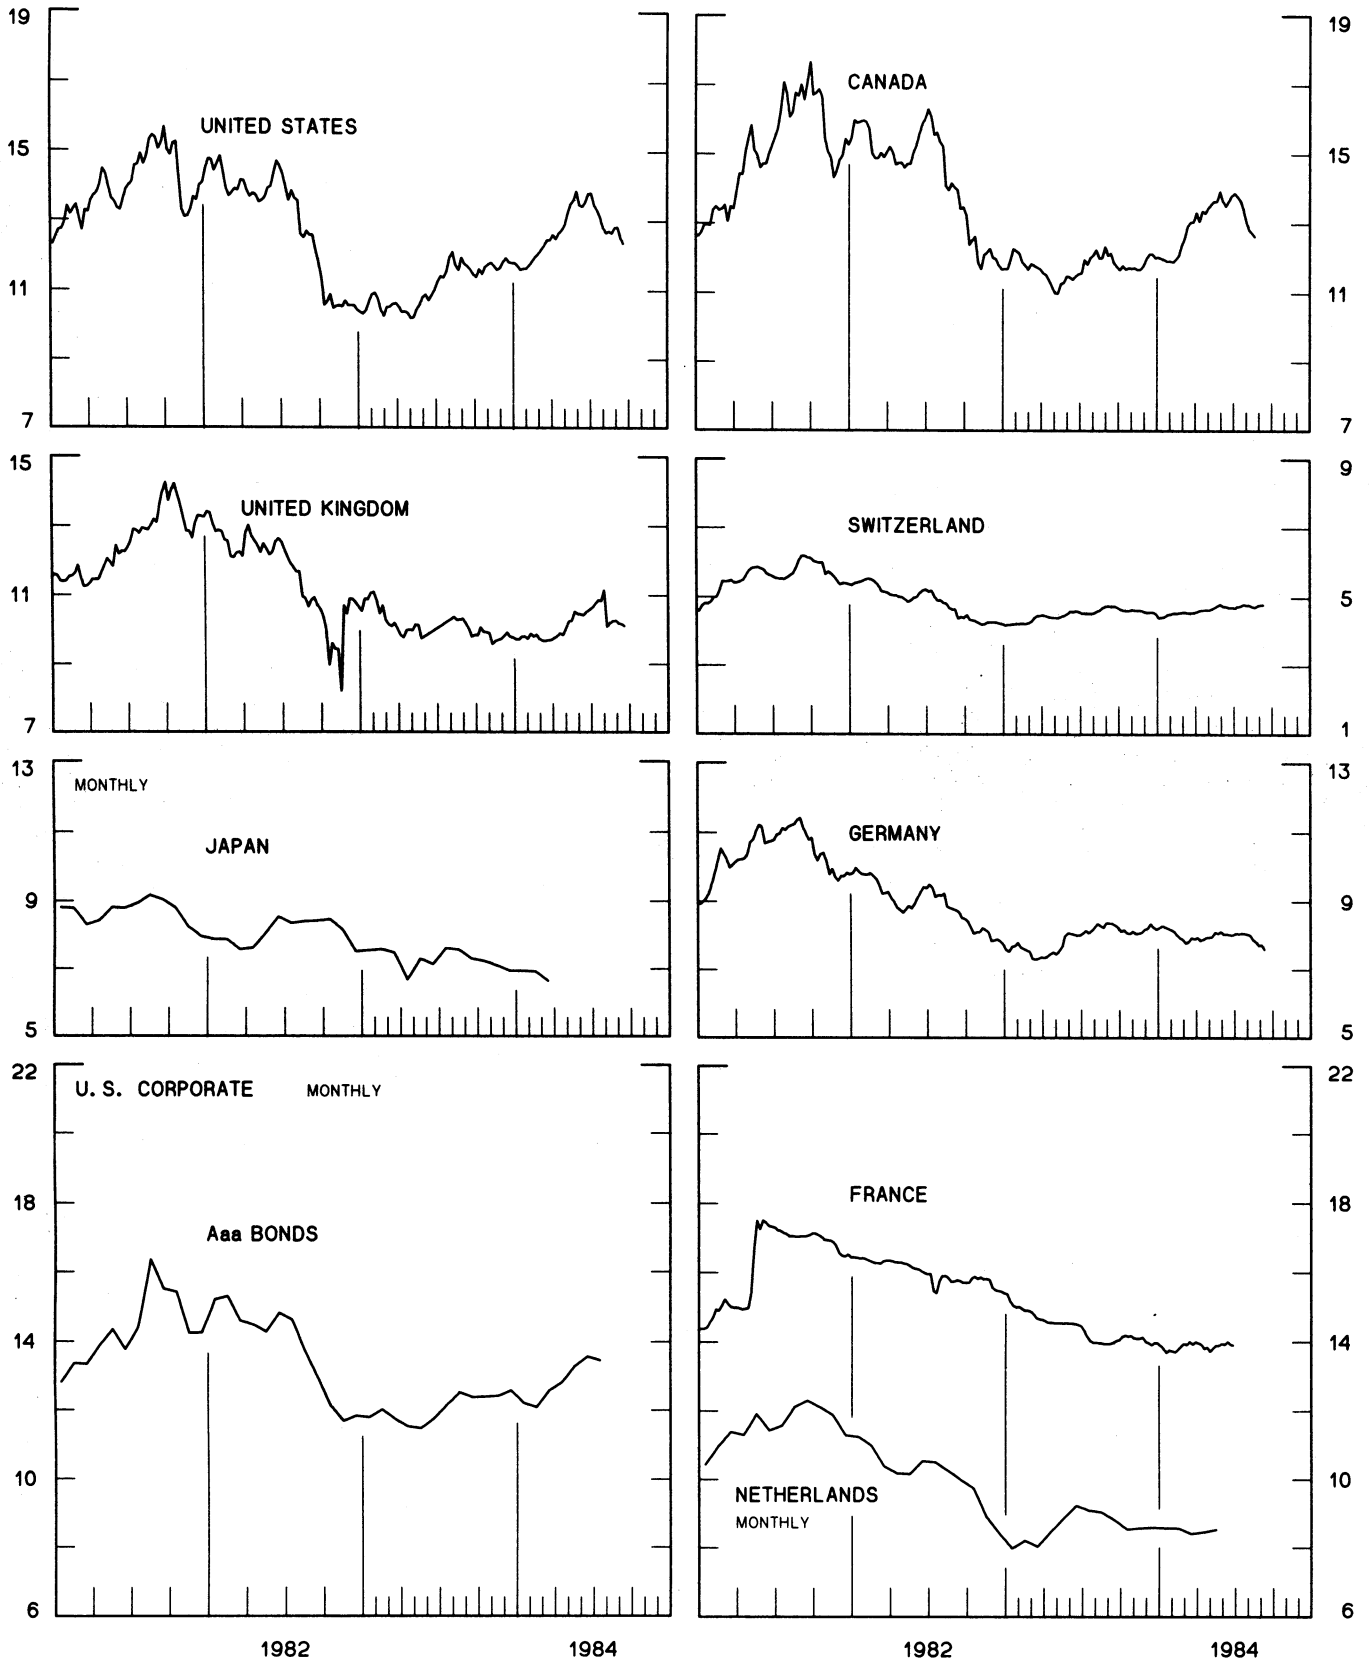 19
15
11
7
UNITED STATES
19
15
11
7
CANADA
15
11
7
UNITED KINGDOM
9
5
1
SWITZERLAND
13
9
5
MONTHLY
JAPAN
13
9
5
GERMANY
22
18
14
10
6
U.S. CORPORATE MONTHLY
Aaa BONDS
1982 1984
22
18
14
10
6
FRANCE
NETHERLANDS
MONTHLY
1982 1984